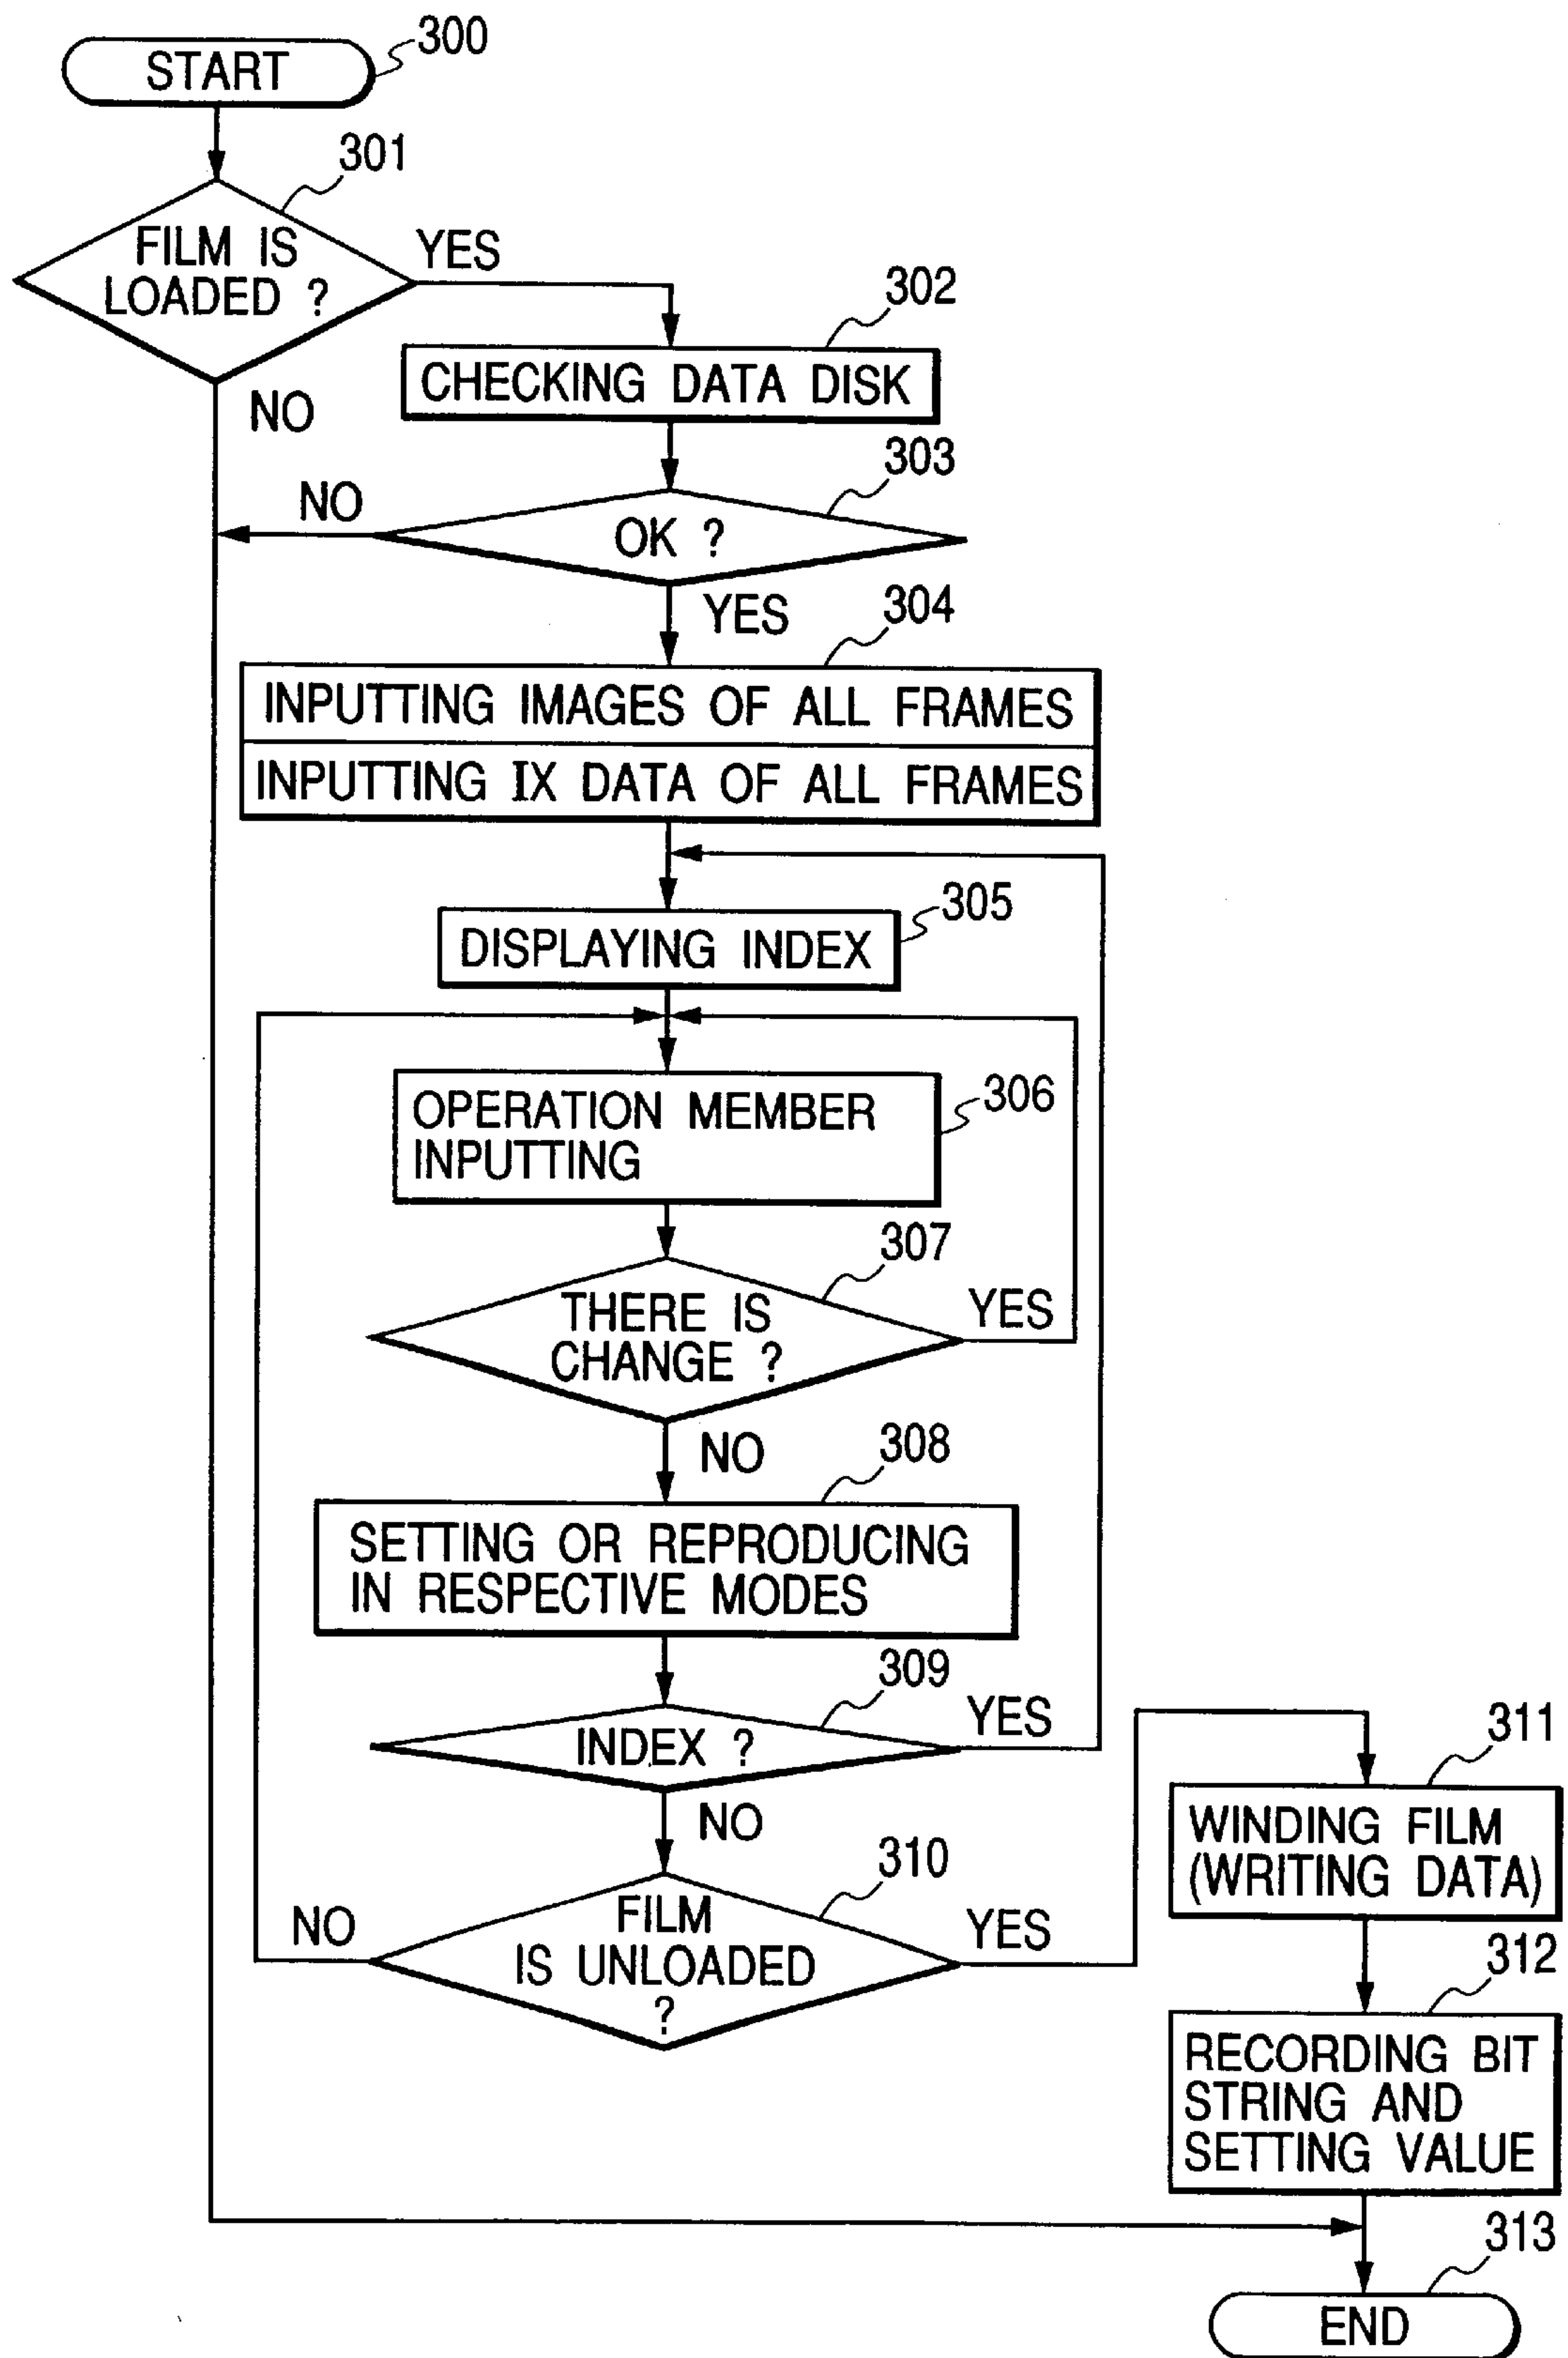 START
300
301
FILM IS
LOADED ?
YES
NO
302
CHECKING DATA DISK
303
NO
OK ?
YES
304
INPUTTING IMAGES OF ALL FRAMES
INPUTTING IX DATA OF ALL FRAMES
305
DISPLAYING INDEX
306
OPERATION MEMBER
INPUTTING
307
THERE IS
CHANGE ?
YES
NO
308
SETTING OR REPRODUCING
IN RESPECTIVE MODES
309
INDEX ?
YES
NO
310
FILM
IS UNLOADED
?
NO
YES
311
WINDING FILM
(WRITING DATA)
312
RECORDING BIT
STRING AND
SETTING VALUE
313
END